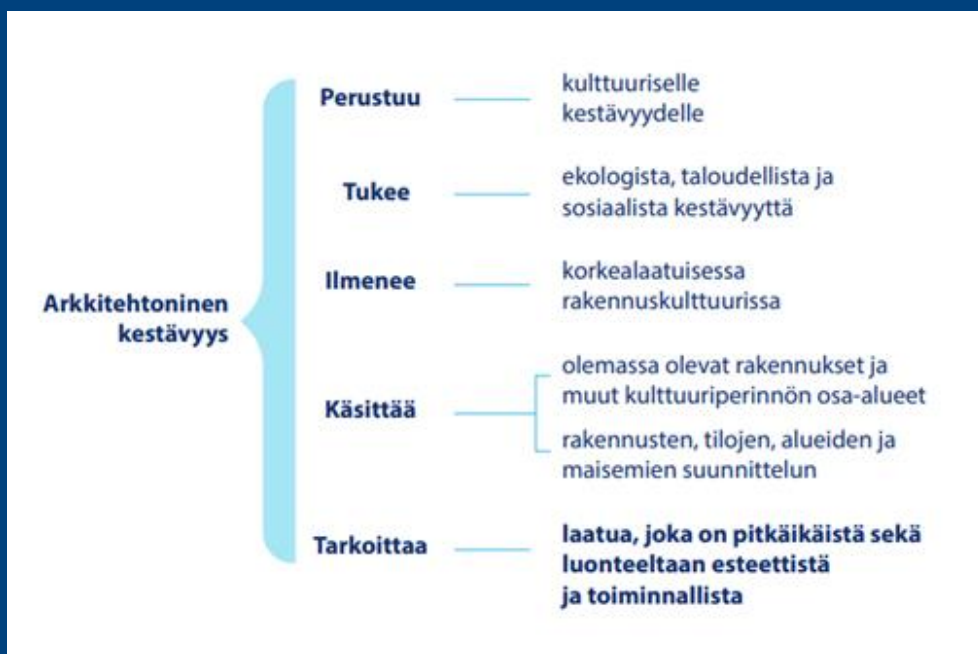 Arkkitehtoninen
kestävyys
Perustuu
kulttuuriselle
kestävyydelle
Tukee
ekologista, taloudellista ja
sosiaalista kestävyyttä
Ilmenee
korkealaatuisessa
rakennuskulttuurissa
Käsittää
olemassa olevat rakennukset ja
muut kulttuuriperinnön osa-alueet
rakennusten, tilojen, alueiden ja
maisemien suunnittelun
Tarkoittaa
laatua, joka on pitkäikäistä sekä
luonteeltaan esteettistä
ja toiminnallista